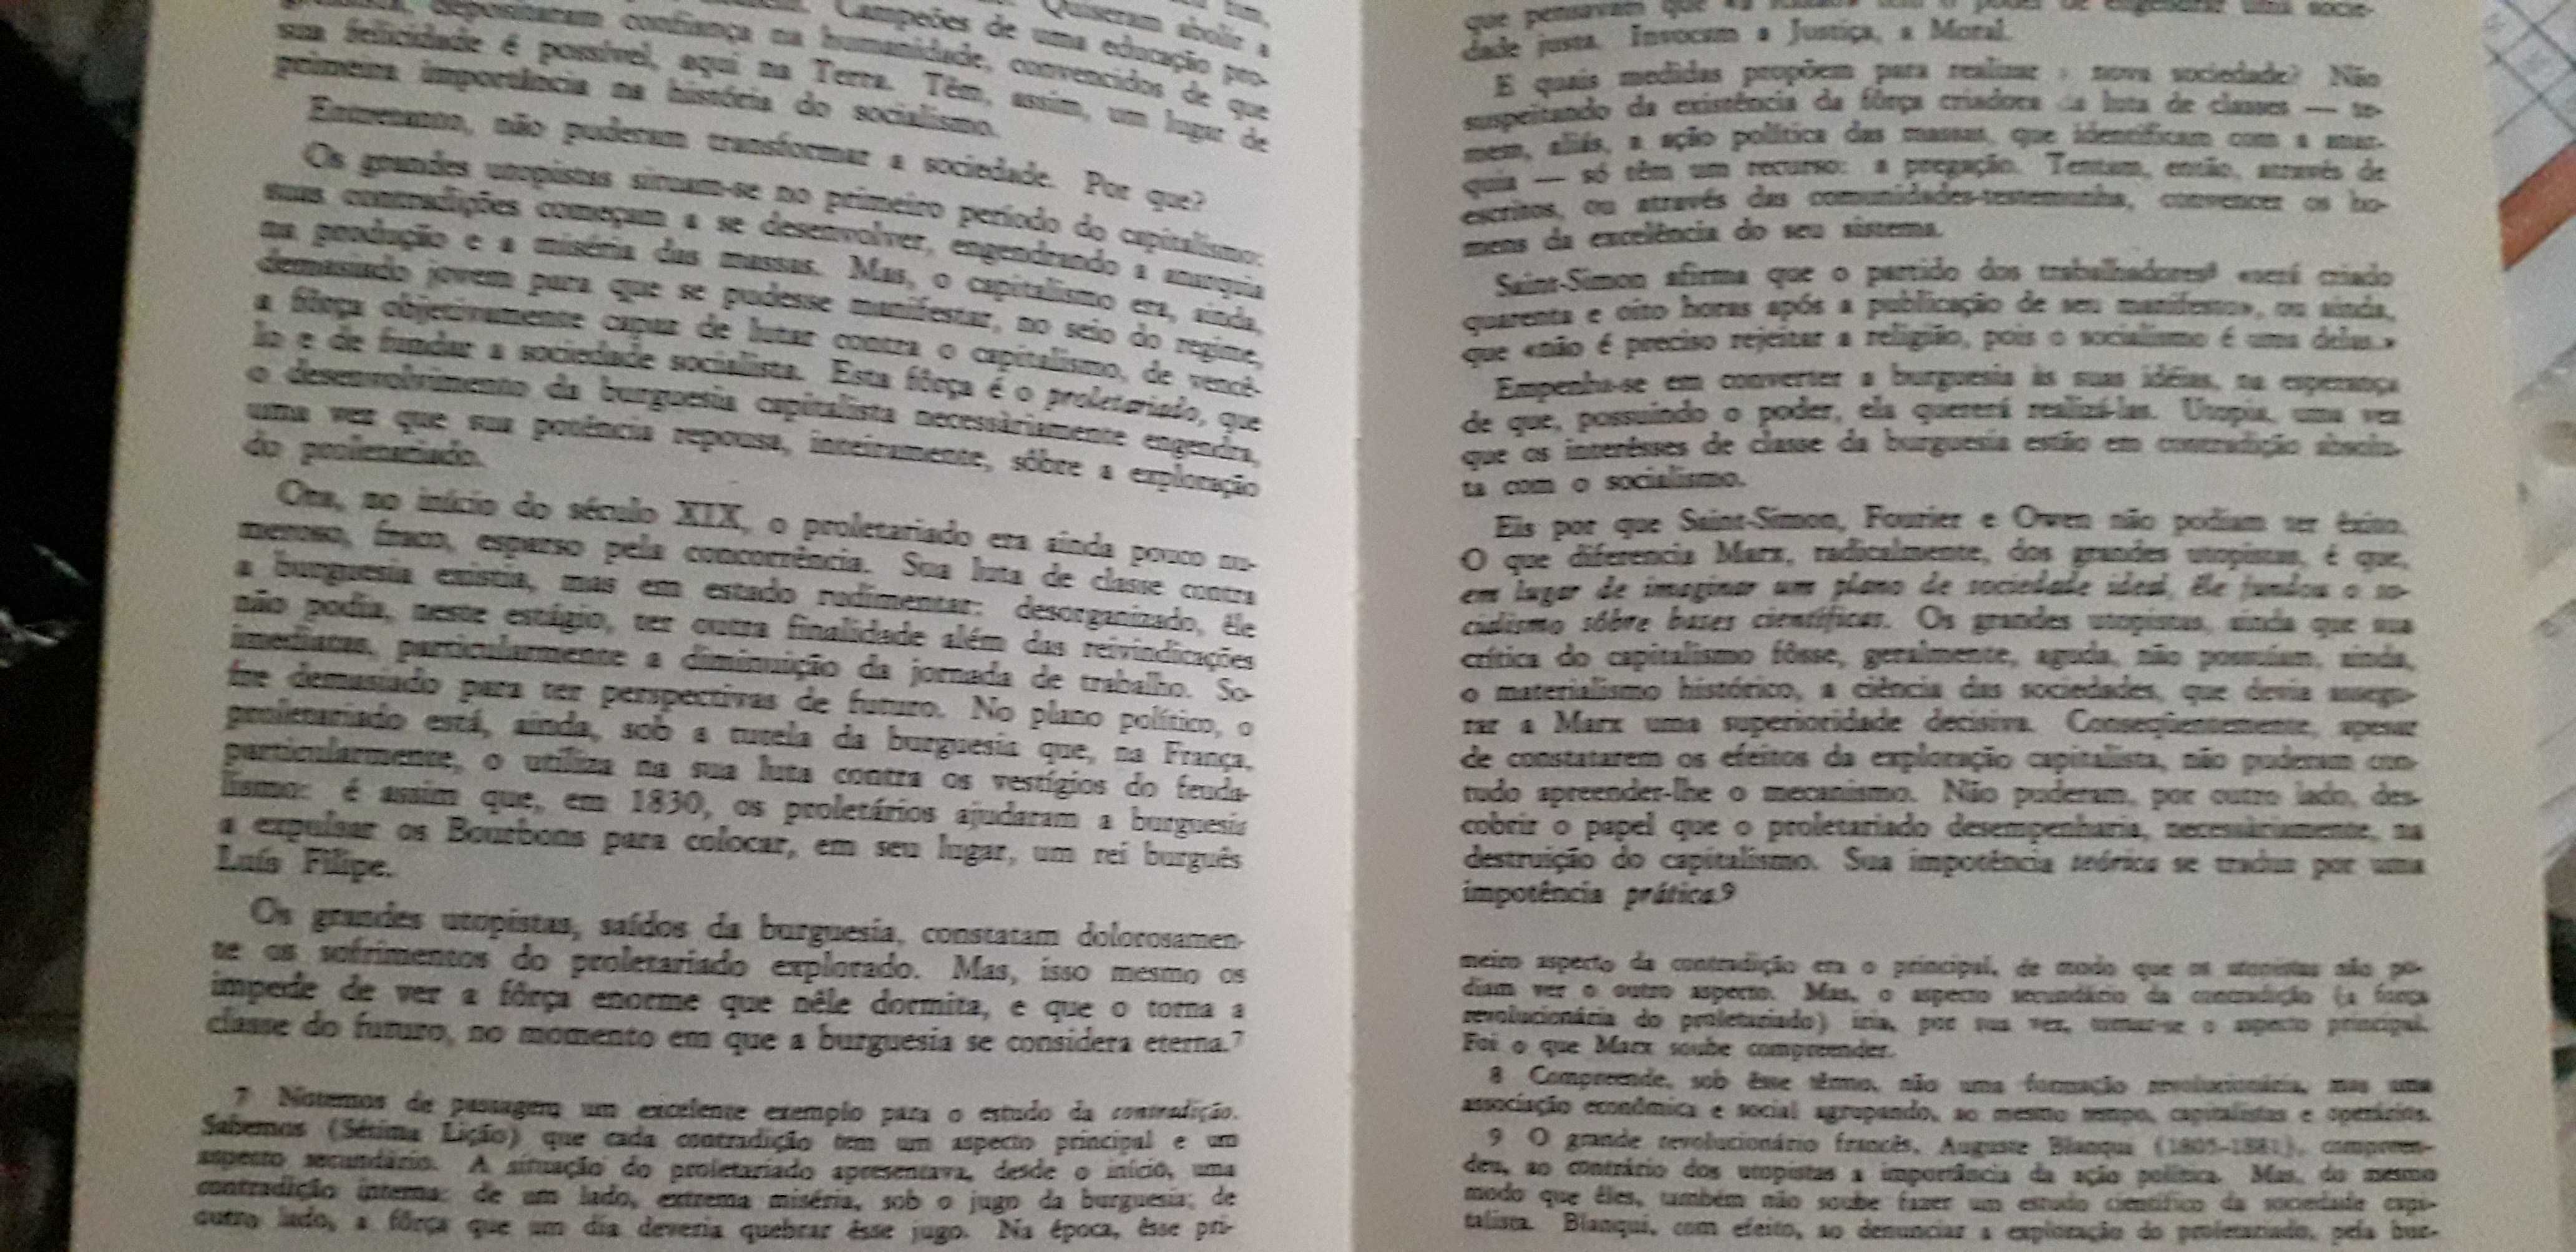 Quiseram abolir a
depositaram confiança na humanidade, convencidos de que
Campeões de uma educação pro-
sua felicidade é possível, aqui na Terra. Têm, assim, um lugar de
primeira importância na história do socialismo.
Entretanto, não puderam transformar a sociedade. Por que?
Os grandes utopistas situam-se no primeiro período do capitalismo:
suas contradições começam a se desenvolver, engendrando a anarquia
na produção e a miséria das massas. Mas, o capitalismo era, ainda,
demasiado jovem para que se pudesse manifestar, no seio do regime,
a fôrça objetivamente capaz de lutar contra o capitalismo, de vencê-
lo e de fundar a sociedade socialista. Esta fôrça é o proletariado, que
o desenvolvimento da burguesia capitalista necessàriamente engendra,
uma vez que sua potência repousa, inteiramente, sôbre a exploração
do proletariado.
Ora, no início do século XIX, o proletariado era ainda pouco nu-
meroso, fraco, esparso pela concorrência. Sua luta de classe contra
a burguesia existia, mas em estado rudimentar: desorganizado, êle
não podia, neste estágio, ter outra finalidade além das reivindicações
imediatas, particularmente a diminuição da jornada de trabalho. So-
fre demasiado para ter perspectivas de futuro. No plano político, o
proletariado está, ainda, sob a tutela da burguesia que, na França,
particularmente, o utiliza na sua luta contra os vestígios do feuda-
lismo: é assim que, em 1830, os proletários ajudaram a burguesia
a expulsar os Bourbons para colocar, em seu lugar, um rei burguês
Luís Filipe.
Os grandes utopistas, saídos da burguesia, constatam dolorosamen-
te os sofrimentos do proletariado explorado. Mas, isso mesmo os
impede de ver a fôrça enorme que nêle dormita, e que o torna a
classe do futuro, no momento em que a burguesia se considera eterna.7
7 Notemos de passagem um excelente exemplo para o estudo da contradição.
Sabemos (Sétima Lição) que cada contradição tem um aspecto principal e um
aspecto secundário. A situação do proletariado apresentava, desde o início, uma
contradição interna: de um lado, extrema miséria, sob o jugo da burguesia; de
outro lado, a fôrça que um dia deveria quebrar êsse jugo. Na época, êsse pri-
que pensavam que tem o poder de engendrar uma socie-
dade justa. Invocam a Justiça, a Moral.
E quais medidas propõem para realizar a nova sociedade? Não
suspeitando da existência da fôrça criadora da luta de classes — te-
mem, aliás, a ação política das massas, que identificam com a anar-
quia — só têm um recurso: a pregação. Tentam, então, através de
escritos, ou através das comunidades-testemunha, convencer os ho-
mens da excelência do seu sistema.
Saint-Simon afirma que o partido dos trabalhadores8 «será criado
quarenta e oito horas após a publicação de seu manifesto», ou ainda,
que «não é preciso rejeitar a religião, pois o socialismo é uma delas.»
Empenha-se em converter a burguesia às suas idéias, na esperança
de que, possuindo o poder, ela quererá realizá-las. Utopia, uma vez
que os interêsses de classe da burguesia estão em contradição absolu-
ta com o socialismo.
Eis por que Saint-Simon, Fourier e Owen não podiam ter êxito.
O que diferencia Marx, radicalmente, dos grandes utopistas, é que,
em lugar de imaginar um plano de sociedade ideal, êle fundou o so-
cialismo sôbre bases científicas. Os grandes utopistas, ainda que sua
crítica do capitalismo fôsse, geralmente, aguda, não possuíam, ainda,
o materialismo histórico, a ciência das sociedades, que devia assegu-
rar a Marx uma superioridade decisiva. Conseqüentemente, apesar
de constatarem os efeitos da exploração capitalista, não puderam con-
tudo apreender-lhe o mecanismo. Não puderam, por outro lado, des-
cobrir o papel que o proletariado desempenharia, necessàriamente, na
destruição do capitalismo. Sua impotência teórica se traduz por uma
impotência prática.9
meiro aspecto da contradição era o principal, de modo que os utopistas não po-
diam ver o outro aspecto. Mas, o aspecto secundário da contradição (a força
revolucionária do proletariado) iria, por sua vez, tornar-se o aspecto principal.
Foi o que Marx soube compreender.
8 Compreende, sob êsse têrmo, não uma formação revolucionária, mas uma
associação econômica e social agrupando, ao mesmo tempo, capitalistas e operários.
9 O grande revolucionário francês, Auguste Blanqui (1805-1881), compreen-
deu, ao contrário dos utopistas a importância da ação política. Mas, do mesmo
modo que êles, também não soube fazer um estudo científico da sociedade capi-
talista. Blanqui, com efeito, ao denunciar a exploração do proletariado, pela bur-